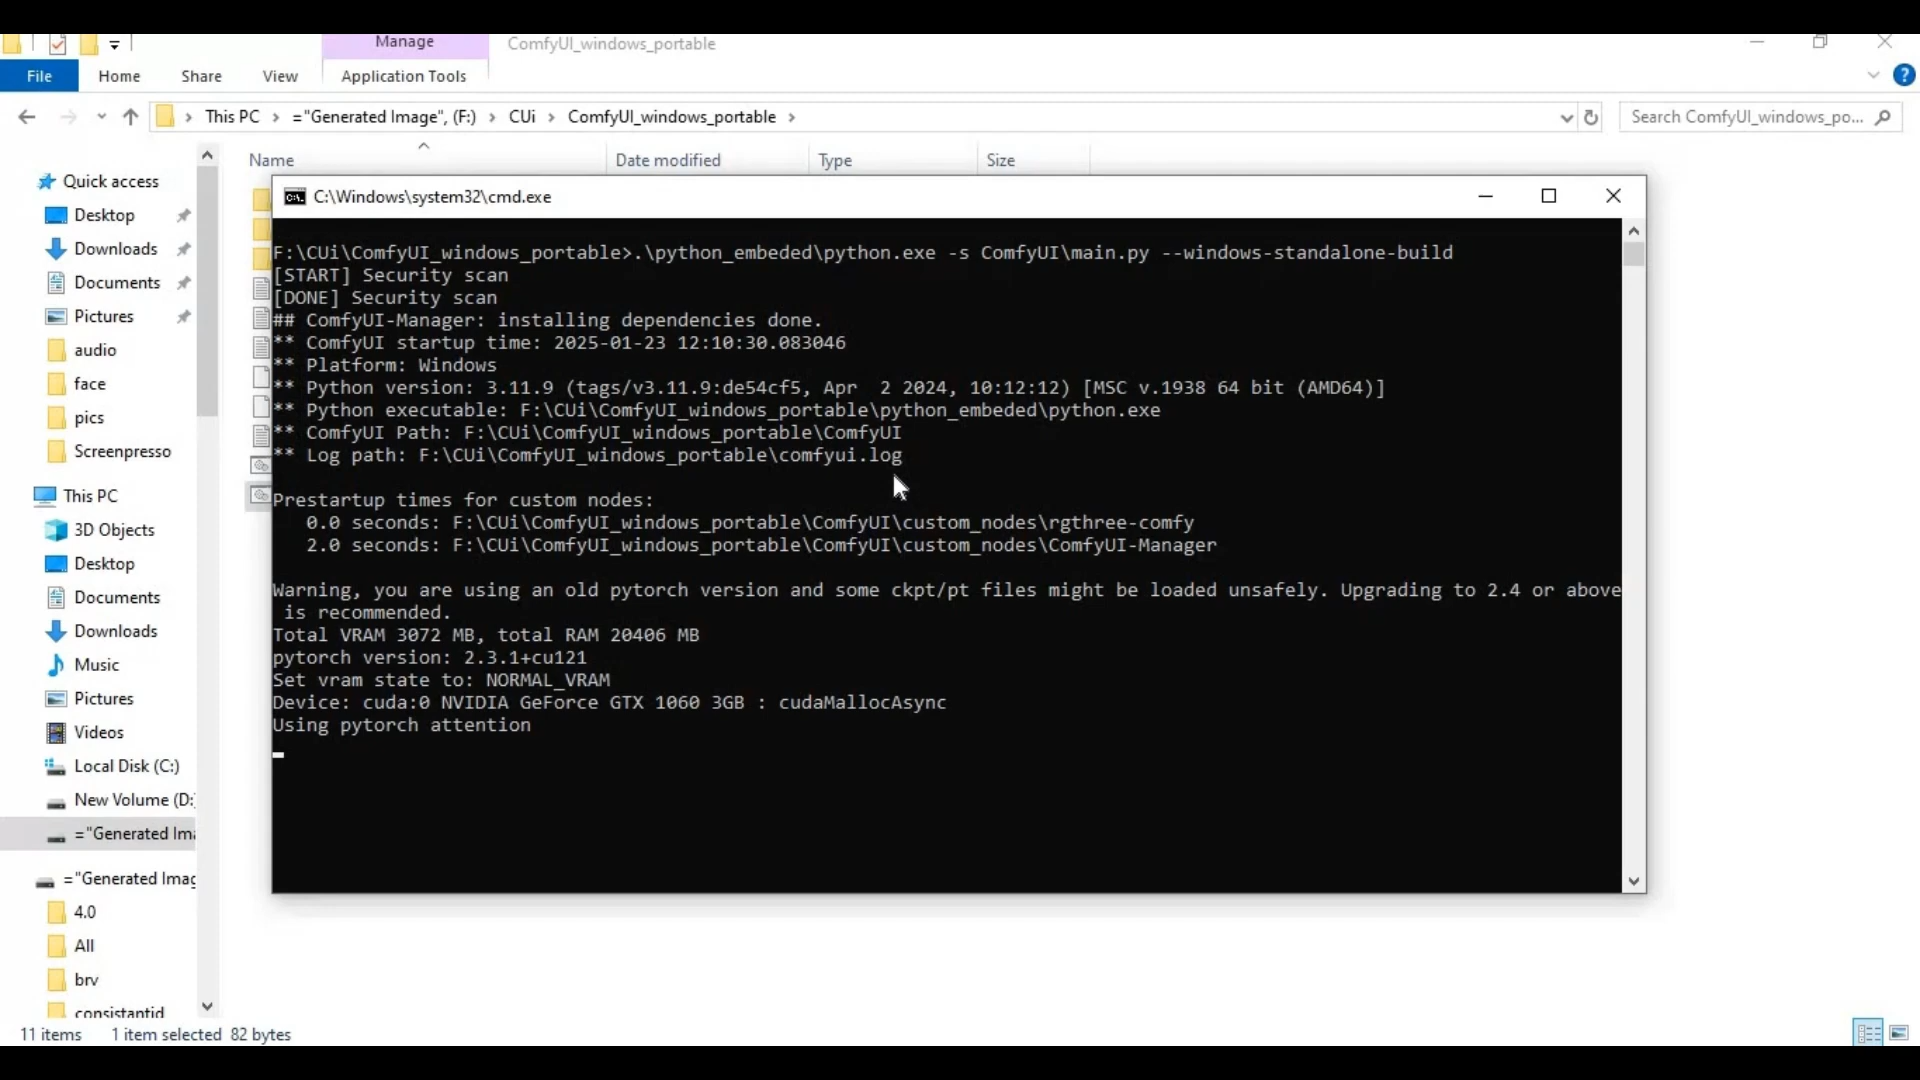 Manage
ComfyUI_windows_portable
File
Home
Share
View
Application Tools
This PC
="Generated Image", (F:)
CUi
ComfyUI_windows_portable
Search ComfyUI_windows_po...
Name
Date modified
Type
Size
Quick access
Desktop
Downloads
Documents
Pictures
audio
face
pics
Screenpresso
This PC
3D Objects
Desktop
Documents
Downloads
Music
Pictures
Videos
Local Disk (C:)
New Volume (D:
="Generated Ima
="Generated Imag
4.0
All
brv
consistantid
C:\Windows\system32\cmd.exe
F:\CUi\ComfyUI_windows_portable>.\python_embeded\python.exe -s ComfyUI\main.py --windows-standalone-build
[START] Security scan
[DONE] Security scan
## ComfyUI-Manager: installing dependencies done.
** ComfyUI startup time: 2025-01-23 12:10:30.083046
** Platform: Windows
** Python version: 3.11.9 (tags/v3.11.9:de54cf5, Apr  2 2024, 10:12:12) [MSC v.1938 64 bit (AMD64)]
** Python executable: F:\CUi\ComfyUI_windows_portable\python_embeded\python.exe
** ComfyUI Path: F:\CUi\ComfyUI_windows_portable\ComfyUI
** Log path: F:\CUi\ComfyUI_windows_portable\comfyui.log
Prestartup times for custom nodes:
0.0 seconds: F:\CUi\ComfyUI_windows_portable\ComfyUI\custom_nodes\rgthree-comfy
2.0 seconds: F:\CUi\ComfyUI_windows_portable\ComfyUI\custom_nodes\ComfyUI-Manager
Warning, you are using an old pytorch version and some ckpt/pt files might be loaded unsafely. Upgrading to 2.4 or above
is recommended.
Total VRAM 3072 MB, total RAM 20406 MB
pytorch version: 2.3.1+cu121
Set vram state to: NORMAL_VRAM
Device: cuda:0 NVIDIA GeForce GTX 1060 3GB : cudaMallocAsync
Using pytorch attention
11 items
1 item selected 82 bytes